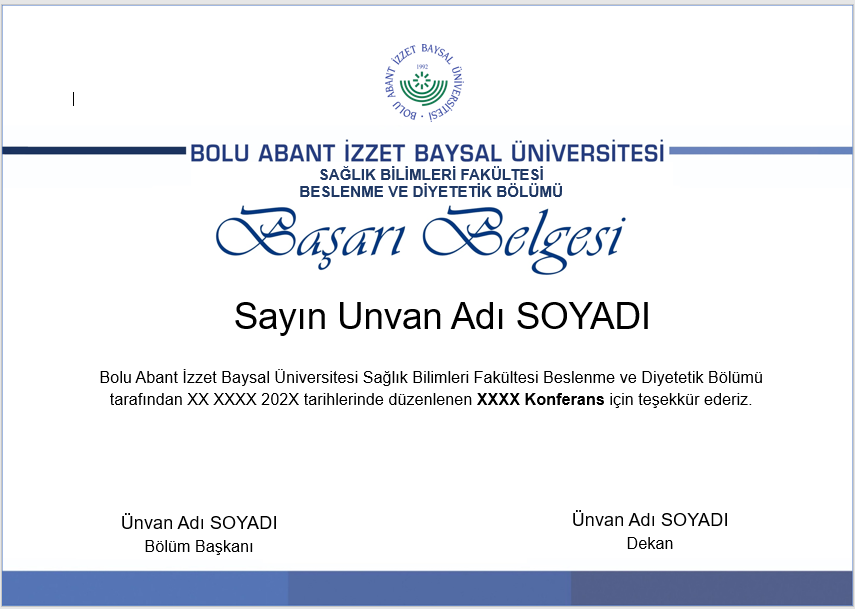 BOLU ABANT İZZET BAYSAL ÜNİVERSİTESİ
1992
BOLU ABANT İZZET BAYSAL ÜNİVERSİTESİ
SAĞLIK BİLİMLERİ FAKÜLTESİ
BESLENME VE DİYETETİK BÖLÜMÜ
Başarı Belgesi
Sayın Unvan Adı SOYADI
Bolu Abant İzzet Baysal Üniversitesi Sağlık Bilimleri Fakültesi Beslenme ve Diyetetik Bölümü
tarafından XX XXXX 202X tarihlerinde düzenlenen XXXX Konferans için teşekkür ederiz.
Ünvan Adı SOYADI
Bölüm Başkanı
Ünvan Adı SOYADI
Dekan